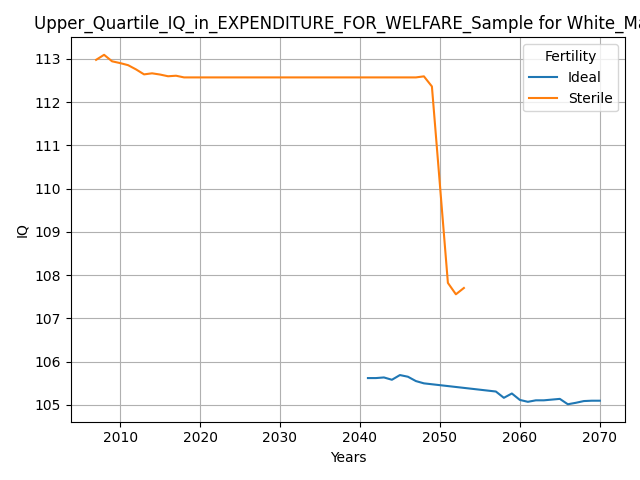 Upper_Quartile_IQ_in_EXPENDITURE_FOR_WELFARE_Sample for White_Ma
113
112
111
110
109
108
107
106
105
IQ
Fertility
Ideal
Sterile
2010 2020 2030 2040 2050 2060 2070
Years